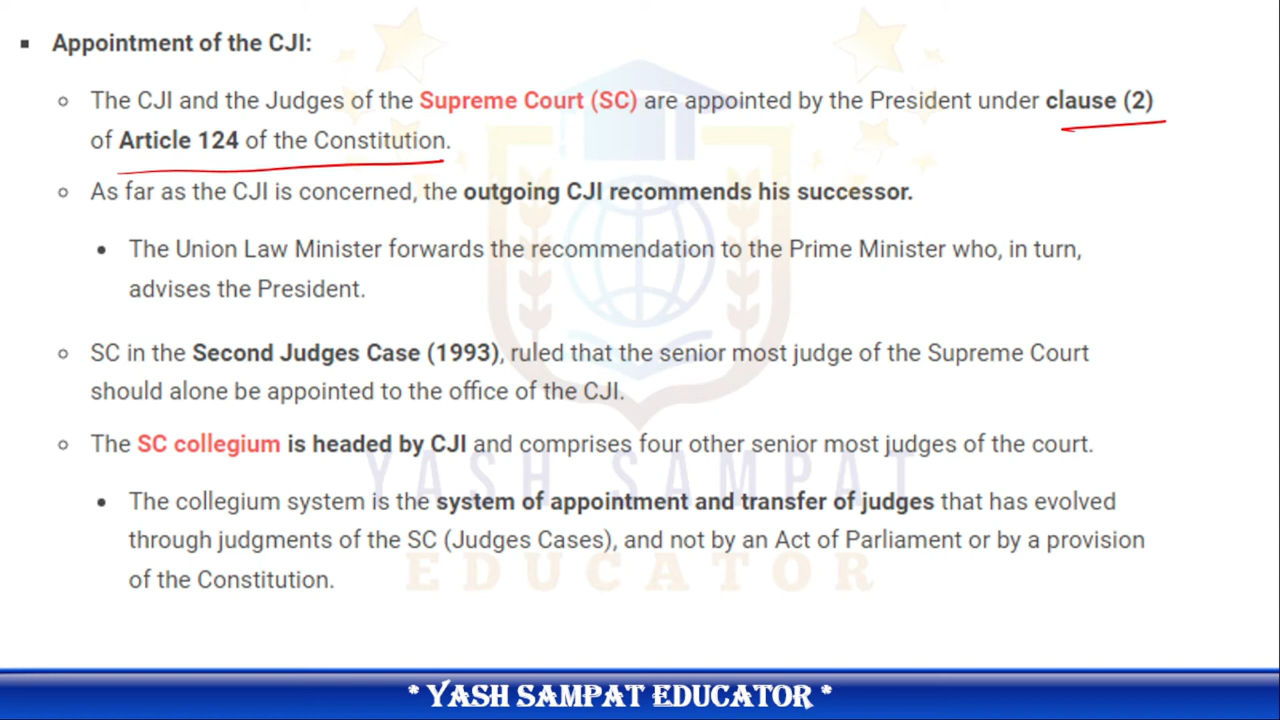 Appointment of the CJI:
The CJI and the Judges of the Supreme Court (SC) are appointed by the President under clause (2)
of Article 124 of the Constitution.
As far as the CJI is concerned, the outgoing CJI recommends his successor.
The Union Law Minister forwards the recommendation to the Prime Minister who, in turn,
advises the President.
SC in the Second Judges Case (1993), ruled that the senior most judge of the Supreme Court
should alone be appointed to the office of the CJI.
The SC collegium is headed by CJI and comprises four other senior most judges of the court.
YASH SAMPAT
The collegium system is the system of appointment and transfer of judges that has evolved
through judgments of the SC (Judges Cases), and not by an Act of Parliament or by a provision
EDUCATOR
of the Constitution.
* YASH SAMPAT EDUCATOR *